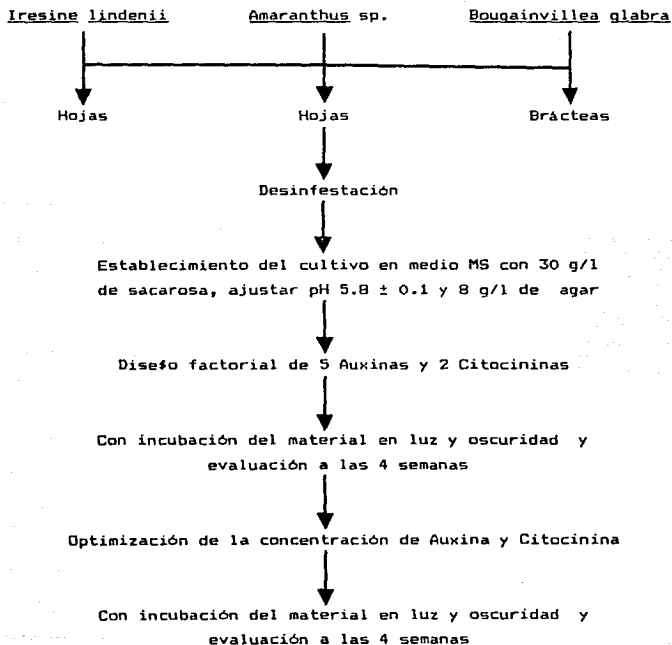 Iresine lindenii Amaranthus sp. Bougainvillea glabra
Hojas Hojas Brácteas
Desinfestación
Establecimiento del cultivo en medio MS con 30 g/l
de sacarosa, ajustar pH 5.8 ± 0.1 y 8 g/l de agar
Dise$o factorial de 5 Auxinas y 2 Citocininas
Con incubación del material en luz y oscuridad y
evaluación a las 4 semanas
Optimización de la concentración de Auxina y Citocinina
Con incubación del material en luz y oscuridad y
evaluación a las 4 semanas